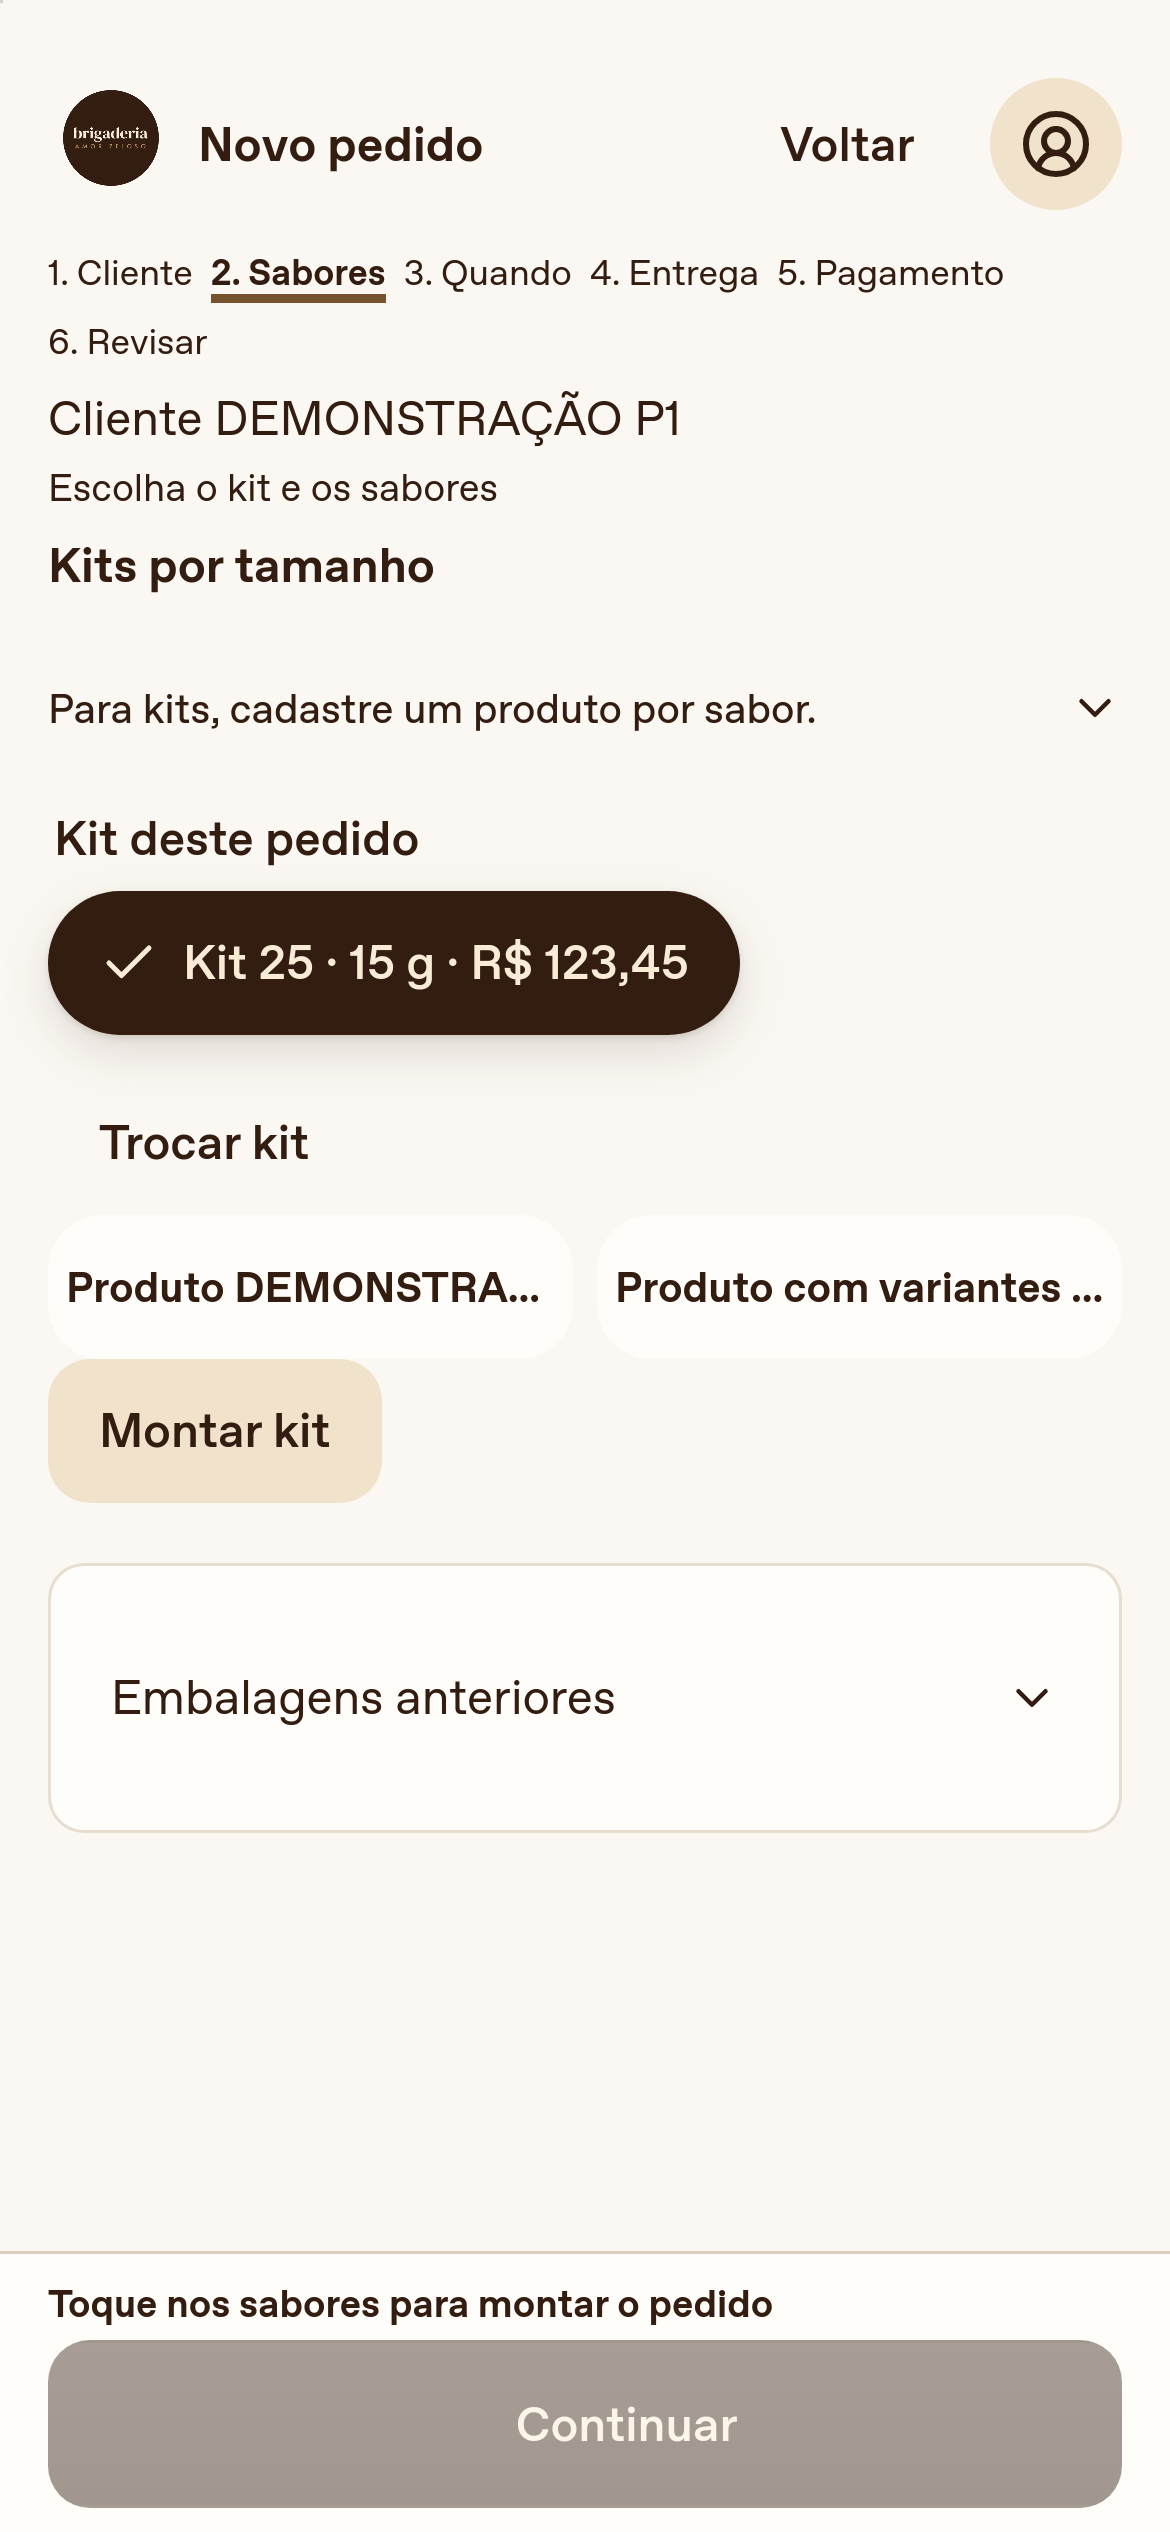 brigaderia
AMOR ZELOSO
Novo pedido
Voltar
1. Cliente 2. Sabores 3. Quando 4. Entrega 5. Pagamento
6. Revisar
Cliente DEMONSTRAÇÃO P1
Escolha o kit e os sabores
Kits por tamanho
Para kits, cadastre um produto por sabor.
Kit deste pedido
Kit 25 · 15 g · R$ 123,45
Trocar kit
Produto DEMONSTRA...
Produto com variantes ...
Montar kit
Embalagens anteriores
Toque nos sabores para montar o pedido
Continuar